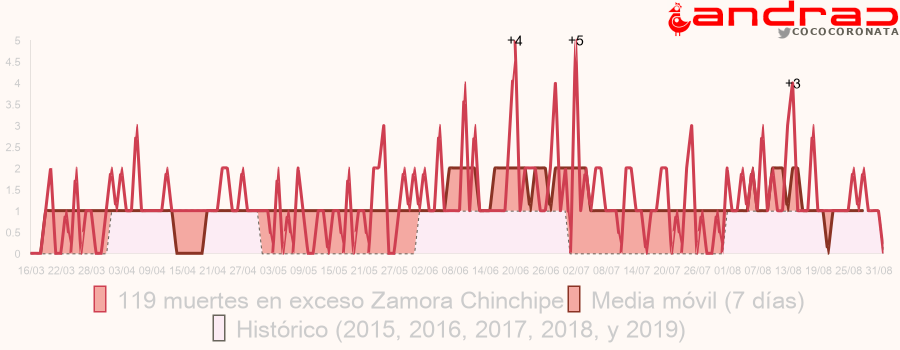 andrac
COCOCORONATA
+4
+5
+3
5
4.5
4
3.5
3
2.5
2
1.5
1
0.5
0
16/03 22/03 28/03 03/04 09/04 15/04 21/04 27/04 03/05 09/05 15/05 21/05 27/05 02/06 08/06 14/06 20/06 26/06 02/07 08/07 14/07 20/07 26/07 01/08 07/08 13/08 19/08 25/08 31/08
119 muertes en exceso Zamora Chinchipe Media móvil (7 días)
Histórico (2015, 2016, 2017, 2018, y 2019)